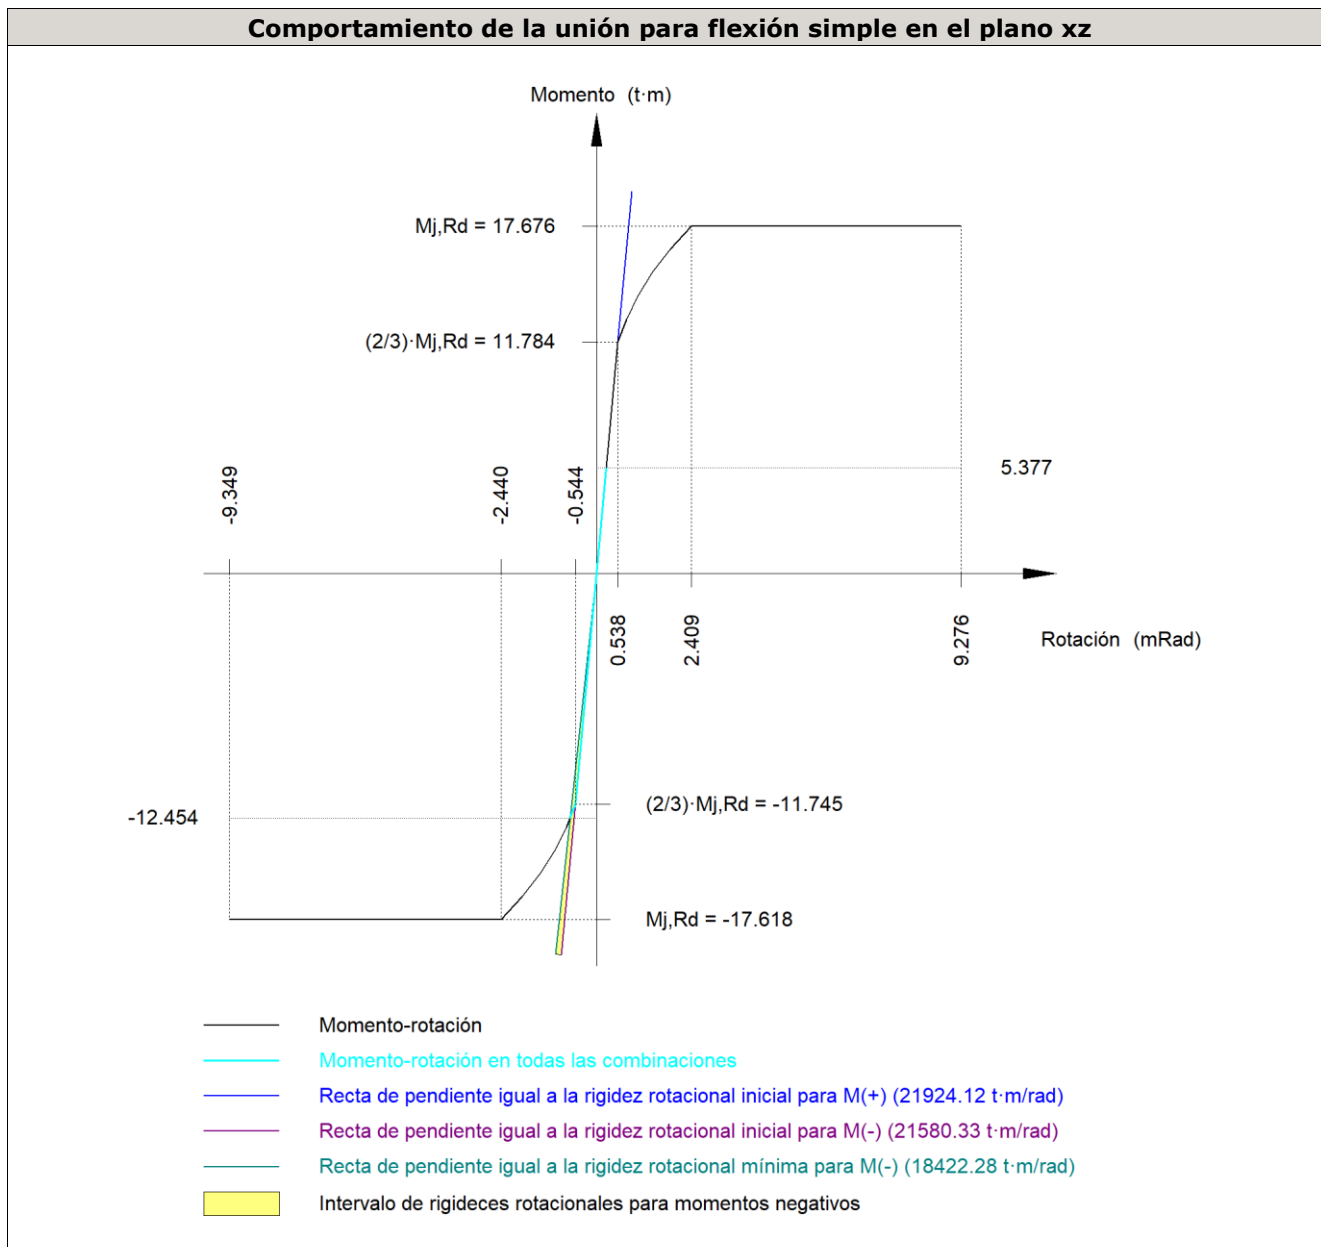 Comportamiento de la unión para flexión simple en el plano xz
Momento (t·m)
Mj,Rd = 17.676
(2/3)·Mj,Rd = 11.784
5.377
-9.349
-2.440
-0.544
0.538
2.409
9.276
Rotación (mRad)
(2/3)·Mj,Rd = -11.745
-12.454
Mj,Rd = -17.618
Momento-rotación
Momento-rotación en todas las combinaciones
Recta de pendiente igual a la rigidez rotacional inicial para M(+) (21924.12 t·m/rad)
Recta de pendiente igual a la rigidez rotacional inicial para M(-) (21580.33 t·m/rad)
Recta de pendiente igual a la rigidez rotacional mínima para M(-) (18422.28 t·m/rad)
Intervalo de rigideces rotacionales para momentos negativos